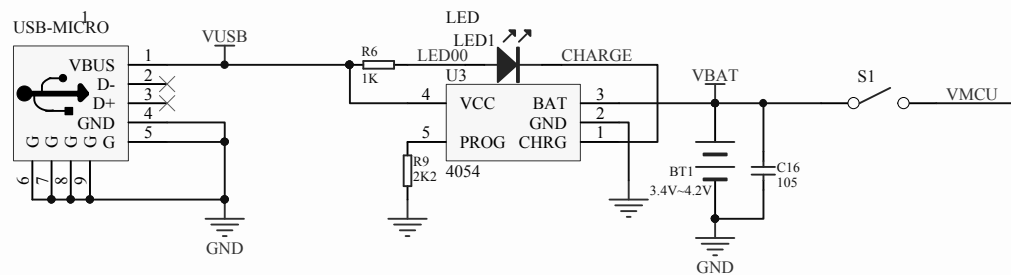 1
USB-MICRO
VBUS 1
D- 2
D+ 3
GND 4
G 5
G G G G
6 7 8 9
VUSB
GND
R6
1K
LED00
LED
LED1
CHARGE
U3
4 VCC
5 PROG
BAT 3
GND 2
CHRG 1
4054
R9
2K2
VBAT
BT1
3.4V~4.2V
C16
105
GND
S1
VMCU